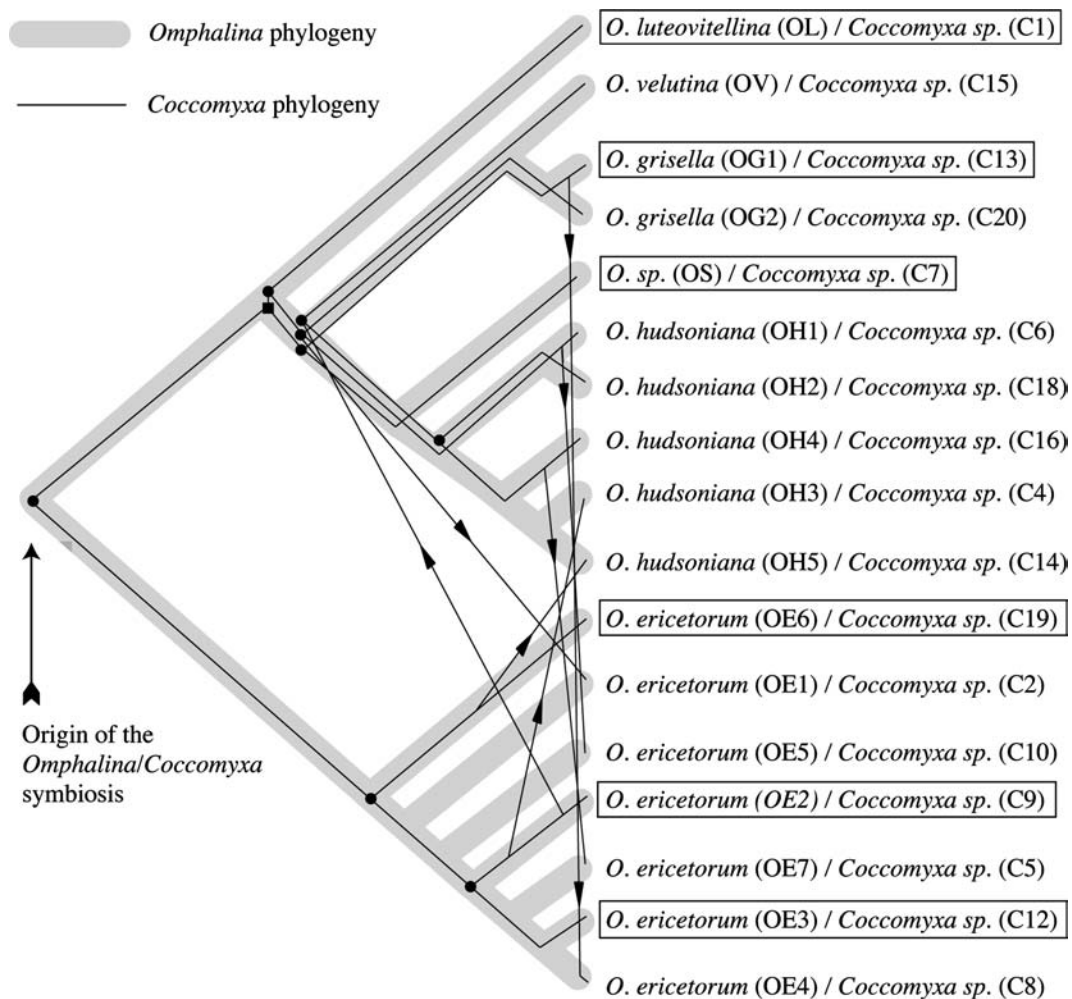 Omphalina phylogeny
Coccomyxa phylogeny
O. luteovitellina (OL) / Coccomyxa sp. (C1)
O. velutina (OV) / Coccomyxa sp. (C15)
O. grisella (OG1) / Coccomyxa sp. (C13)
O. grisella (OG2) / Coccomyxa sp. (C20)
O. sp. (OS) / Coccomyxa sp. (C7)
O. hudsoniana (OH1) / Coccomyxa sp. (C6)
O. hudsoniana (OH2) / Coccomyxa sp. (C18)
O. hudsoniana (OH4) / Coccomyxa sp. (C16)
O. hudsoniana (OH3) / Coccomyxa sp. (C4)
O. hudsoniana (OH5) / Coccomyxa sp. (C14)
O. ericetorum (OE6) / Coccomyxa sp. (C19)
O. ericetorum (OE1) / Coccomyxa sp. (C2)
O. ericetorum (OE5) / Coccomyxa sp. (C10)
O. ericetorum (OE2) / Coccomyxa sp. (C9)
O. ericetorum (OE7) / Coccomyxa sp. (C5)
O. ericetorum (OE3) / Coccomyxa sp. (C12)
O. ericetorum (OE4) / Coccomyxa sp. (C8)
Origin of the
Omphalina/Coccomyxa
symbiosis